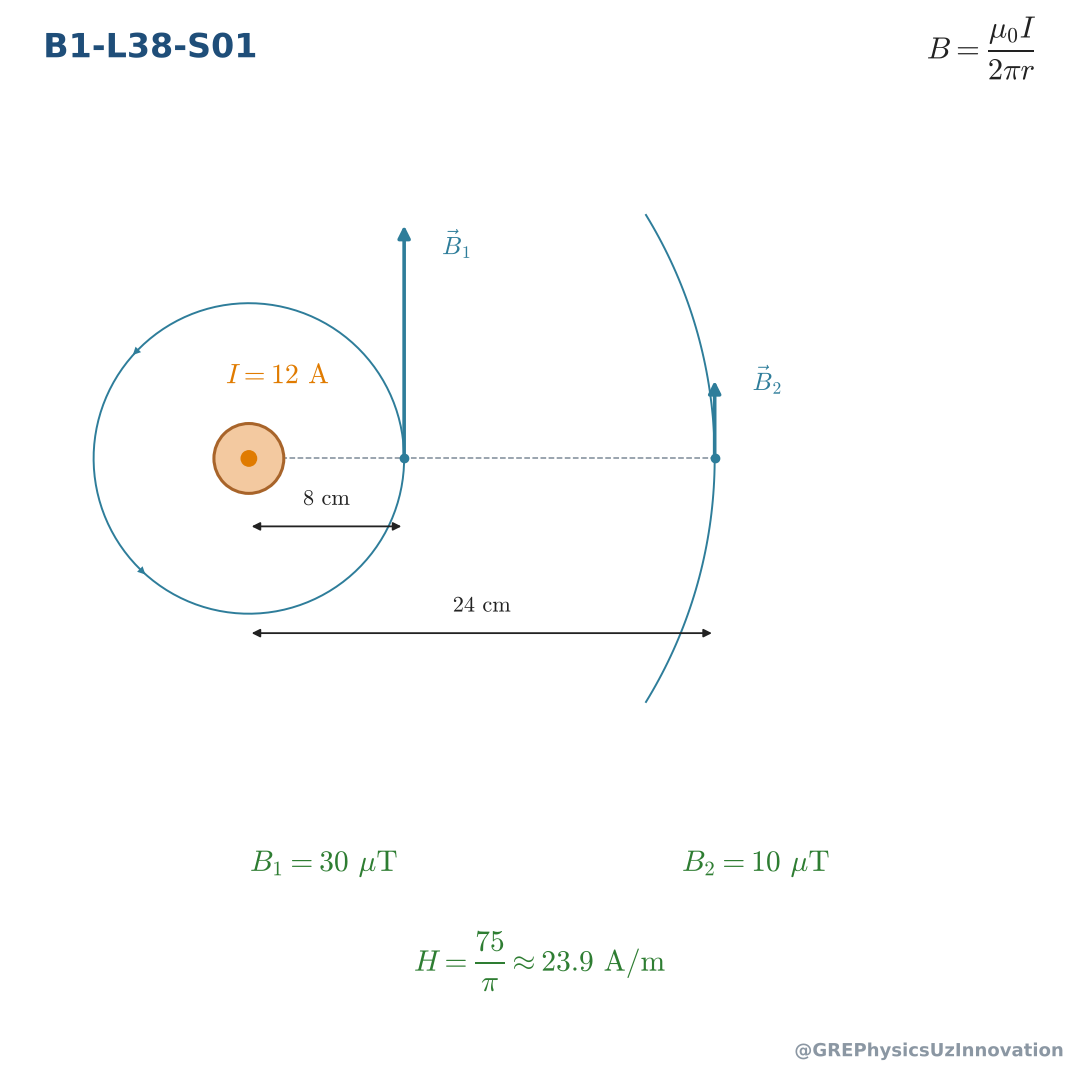 B1-L38-S01
B = μ₀I / 2πr
B⃗₁
I = 12 A
B⃗₂
8 cm
24 cm
B₁ = 30 μT
B₂ = 10 μT
H = 75/π ≈ 23.9 A/m
@GREPhysicsUzInnovation